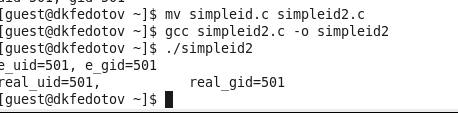 [guest@dkfedotov ~]$ mv simpleid.c simpleid2.c
[guest@dkfedotov ~]$ gcc simpleid2.c -o simpleid2
[guest@dkfedotov ~]$ ./simpleid2
e_uid=501, e_gid=501
real_uid=501,           real_gid=501
[guest@dkfedotov ~]$